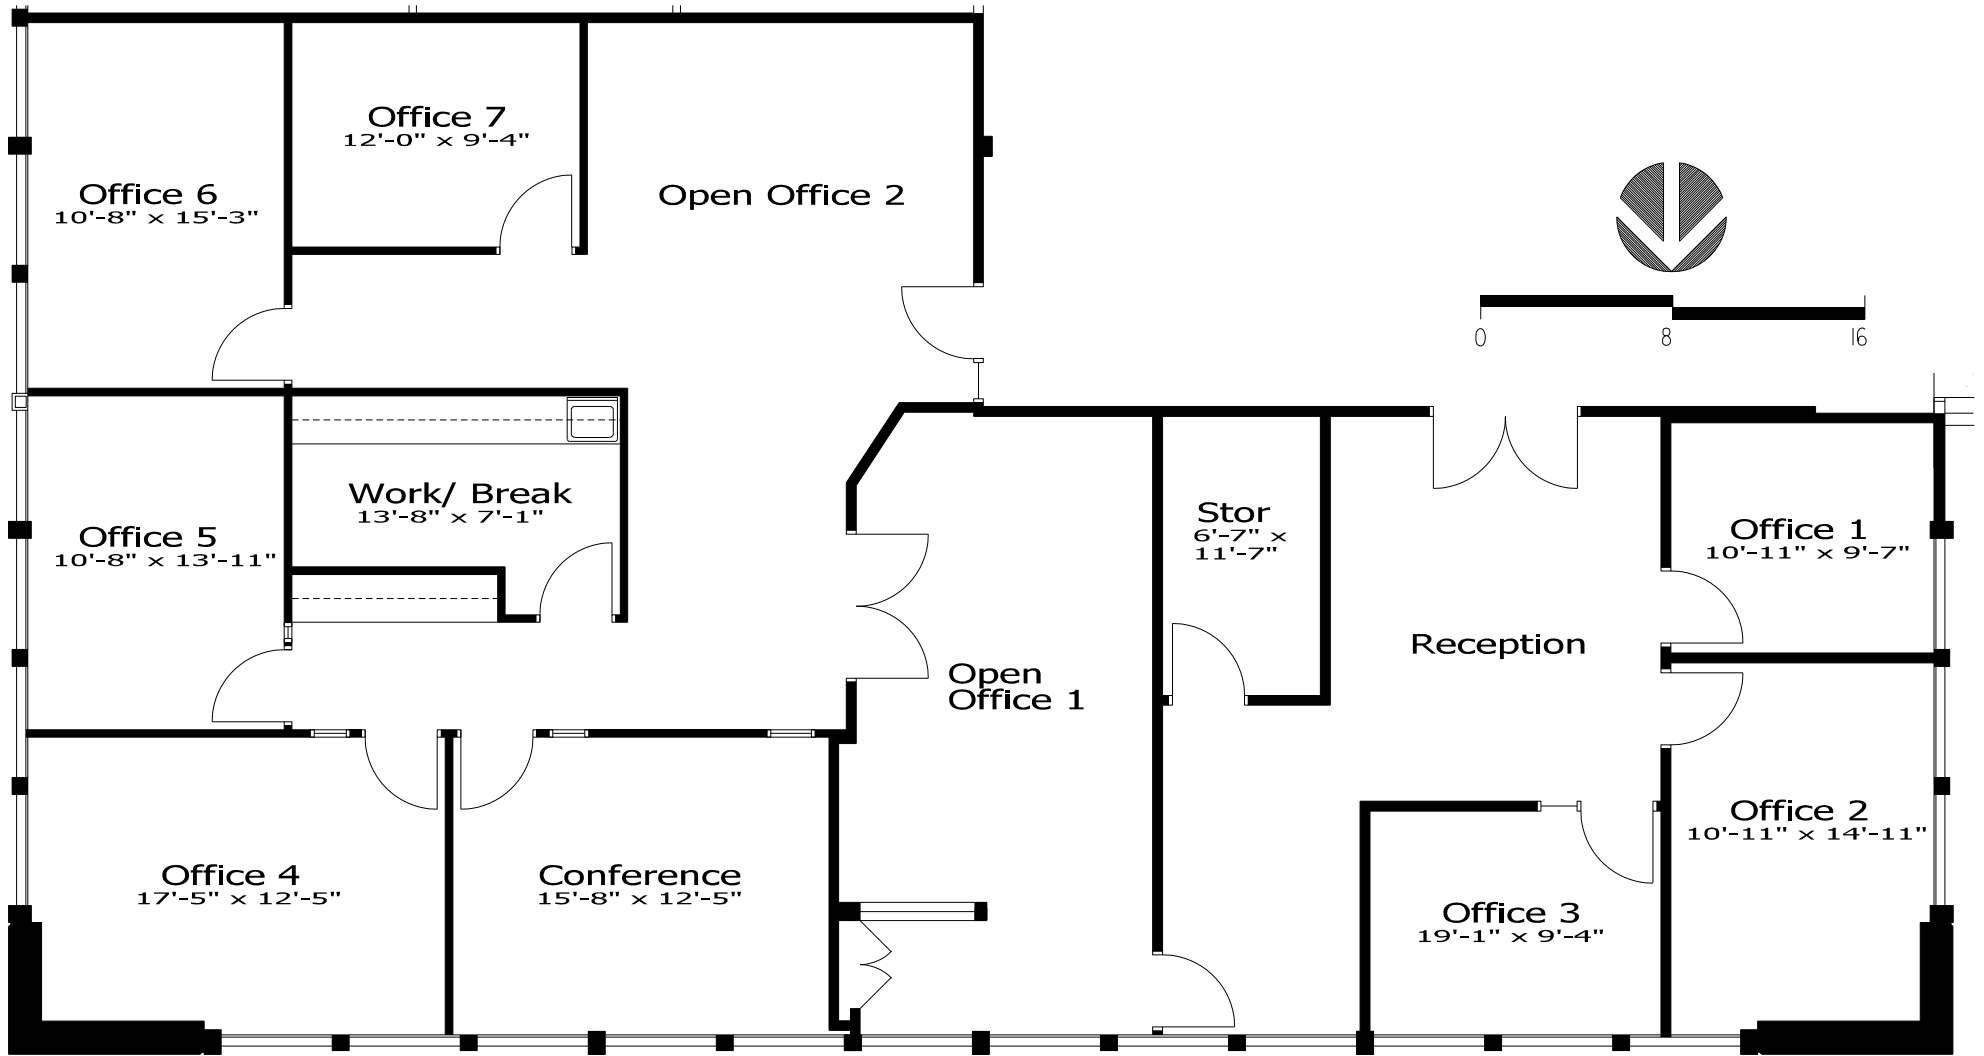 Office 7
12'-0" x 9'-4"
Office 6
10'-8" x 15'-3"
Open Office 2
0 8 16
Work/ Break
13'-8" x 7'-1"
Office 5
10'-8" x 13'-11"
Stor
6'-7" x
11'-7"
Office 1
10'-11" x 9'-7"
Reception
Open
Office 1
Office 2
10'-11" x 14'-11"
Office 4
17'-5" x 12'-5"
Conference
15'-8" x 12'-5"
Office 3
19'-1" x 9'-4"